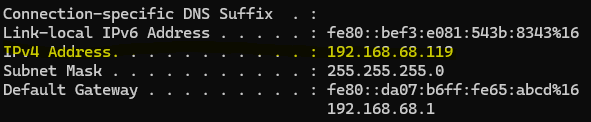 Connection-specific DNS Suffix  . :
Link-local IPv6 Address . . . . . : fe80::bef3:e081:543b:8343%16
IPv4 Address. . . . . . . . . . . : 192.168.68.119
Subnet Mask . . . . . . . . . . . : 255.255.255.0
Default Gateway . . . . . . . . . : fe80::da07:b6ff:fe65:abcd%16
192.168.68.1